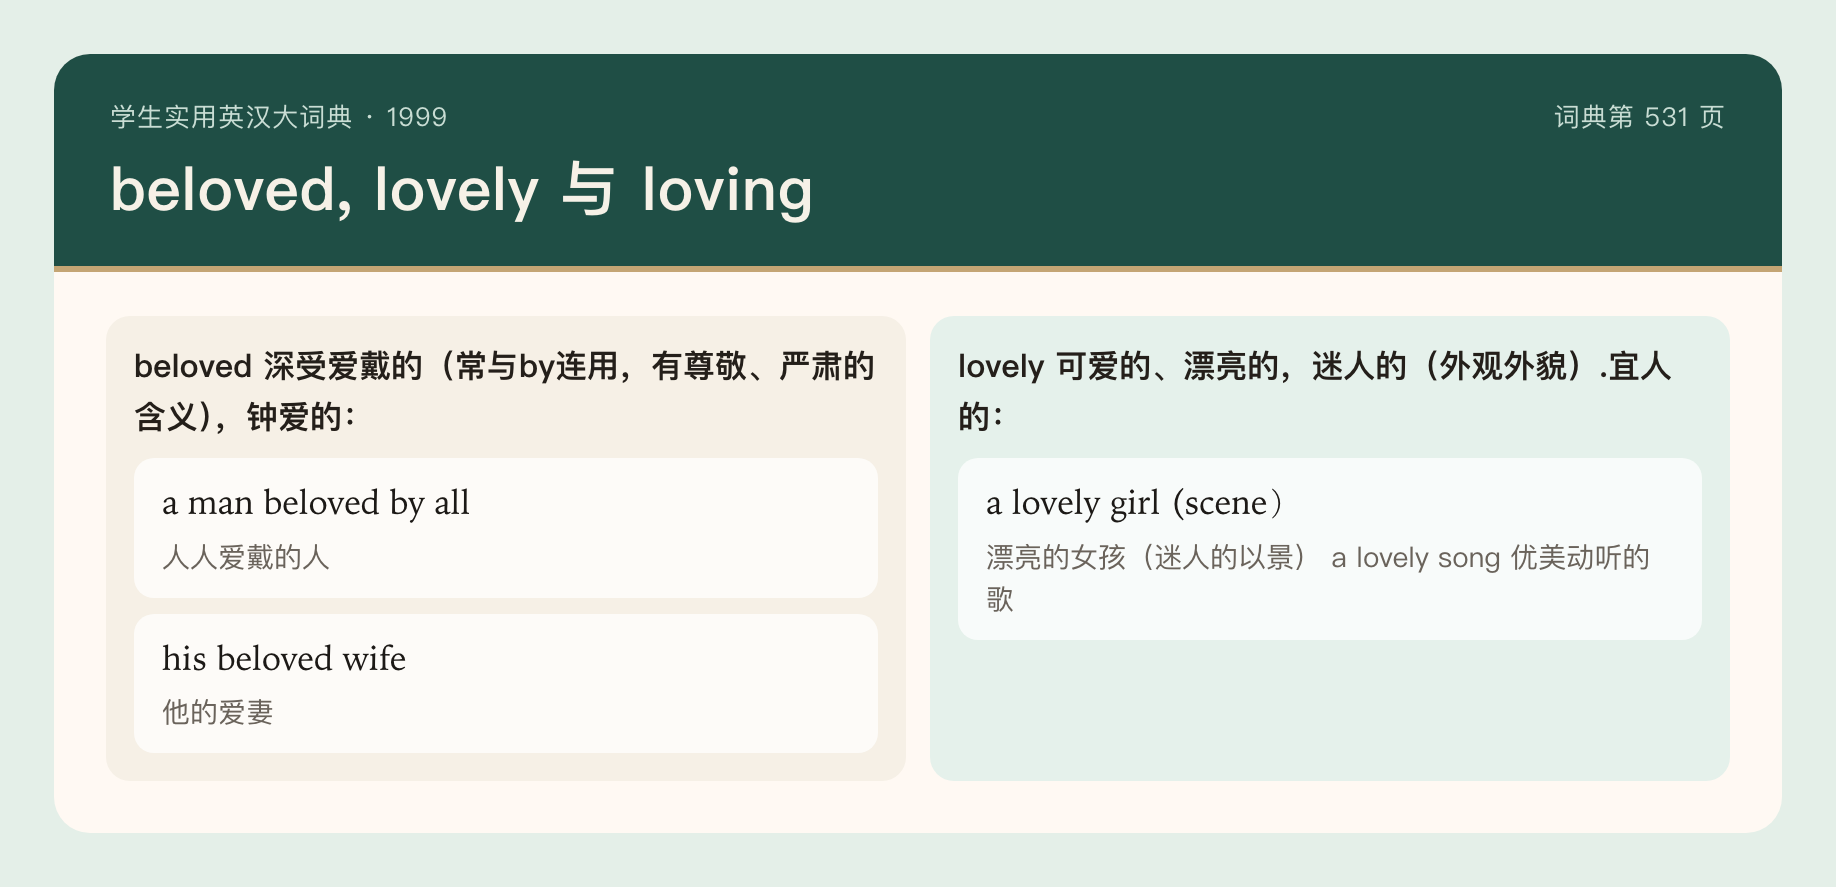 学生实用英汉大词典 · 1999
词典第 531 页
beloved, lovely 与 loving
beloved 深受爱戴的（常与by连用，有尊敬、严肃的
含义)，钟爱的：
a man beloved by all
人人爱戴的人
his beloved wife
他的爱妻
lovely 可爱的、漂亮的，迷人的（外观外貌）.宜人
的：
a lovely girl (scene）
漂亮的女孩（迷人的以景） a lovely song 优美动听的
歌